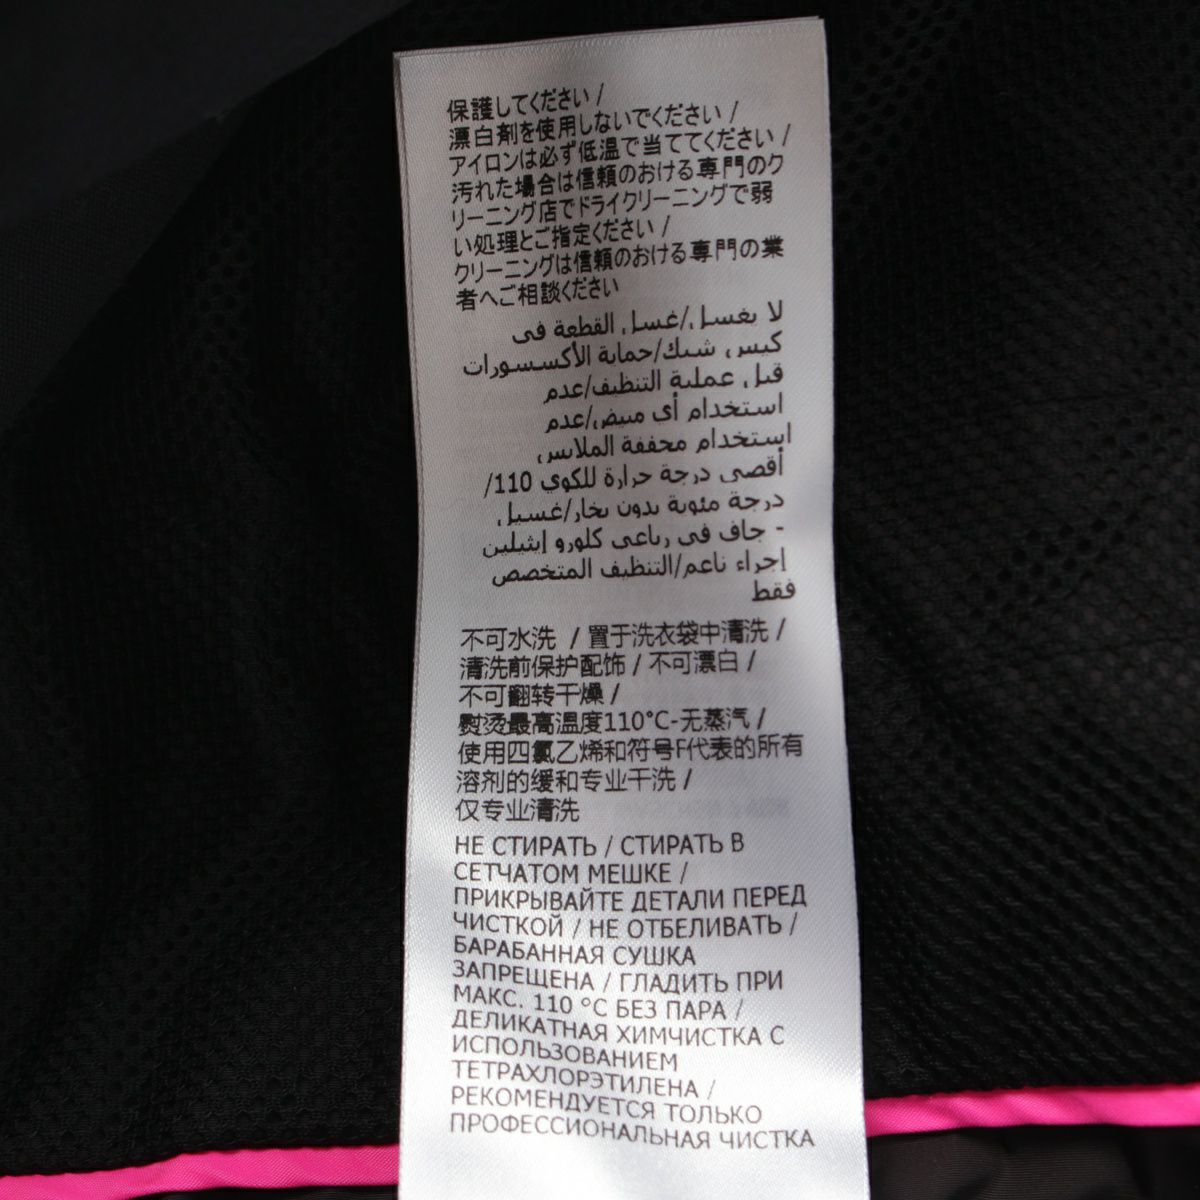 保護してください /
漂白剤を使用しないでください /
アイロンは必ず低温で当ててください /
汚れた場合は信頼のおける専門のク
リーニング店でドライクリーニングで弱
い処理とご指定ください /
クリーニングは信頼のおける専門の業
者へご相談ください
لا يغسل/غسل القطعة في
كيس شبك/حماية الأكسسورات
قبل عملية التنظيف/عدم
استخدام أي مبيض/عدم
استخدام مجففة الملابس
أقصى درجة حرارة للكوي 110/
درجة مئوية بدون بخار/غسيل
- جاف في رباعي كلورو إيثيلين
إجراء ناعم/التنظيف المتخصص
فقط
不可水洗 / 置于洗衣袋中清洗 /
清洗前保护配饰 / 不可漂白 /
不可翻转干燥 /
熨烫最高温度110°C-无蒸汽 /
使用四氯乙烯和符号F代表的所有
溶剂的缓和专业干洗 /
仅专业清洗
НЕ СТИРАТЬ / СТИРАТЬ В
СЕТЧАТОМ МЕШКЕ /
ПРИКРЫВАЙТЕ ДЕТАЛИ ПЕРЕД
ЧИСТКОЙ / НЕ ОТБЕЛИВАТЬ /
БАРАБАННАЯ СУШКА
ЗАПРЕЩЕНА / ГЛАДИТЬ ПРИ
МАКС. 110 °C БЕЗ ПАРА /
ДЕЛИКАТНАЯ ХИМЧИСТКА С
ИСПОЛЬЗОВАНИЕМ
ТЕТРАХЛОРЭТИЛЕНА /
РЕКОМЕНДУЕТСЯ ТОЛЬКО
ПРОФЕССИОНАЛЬНАЯ ЧИСТКА